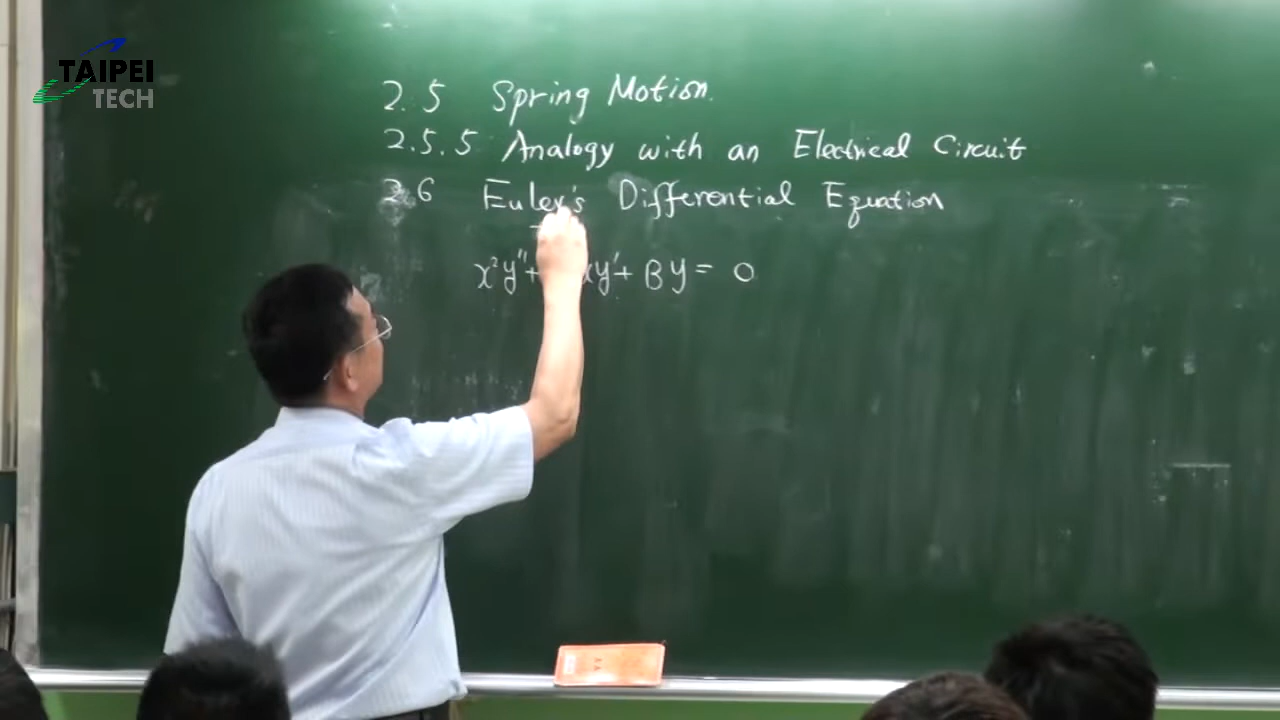 TAIPEI
TECH
2.5 Spring Motion.
2.5.5 Analogy with an Electrical Circuit
2.6 Euler's Differential Equation
x²y''+ xy'+ By = 0